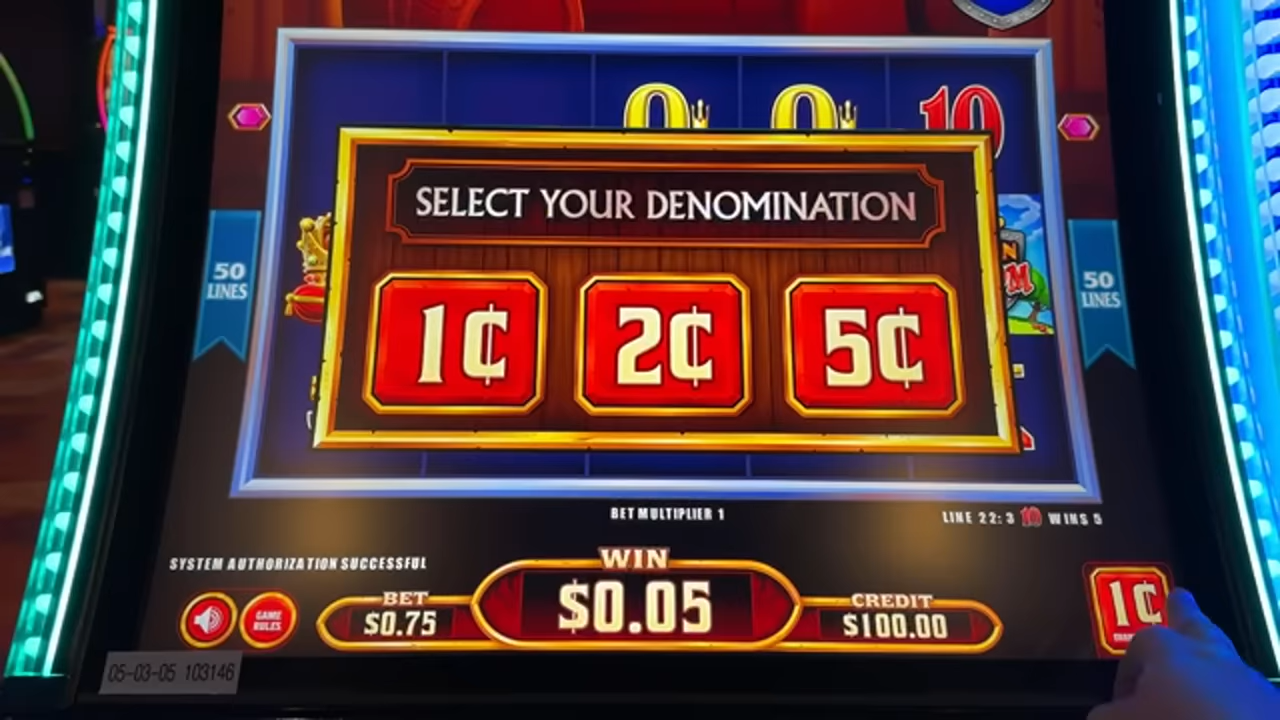 Q Q 10
SELECT YOUR DENOMINATION
50
LINES
1¢ 2¢ 5¢
50
LINES
BET MULTIPLIER 1
LINE 22: 3 10 WINS 5
SYSTEM AUTHORIZATION SUCCESSFUL
WIN
$0.05
BET
$0.75
CREDIT
$100.00
GAME
RULES
1¢
05-03-05 103146